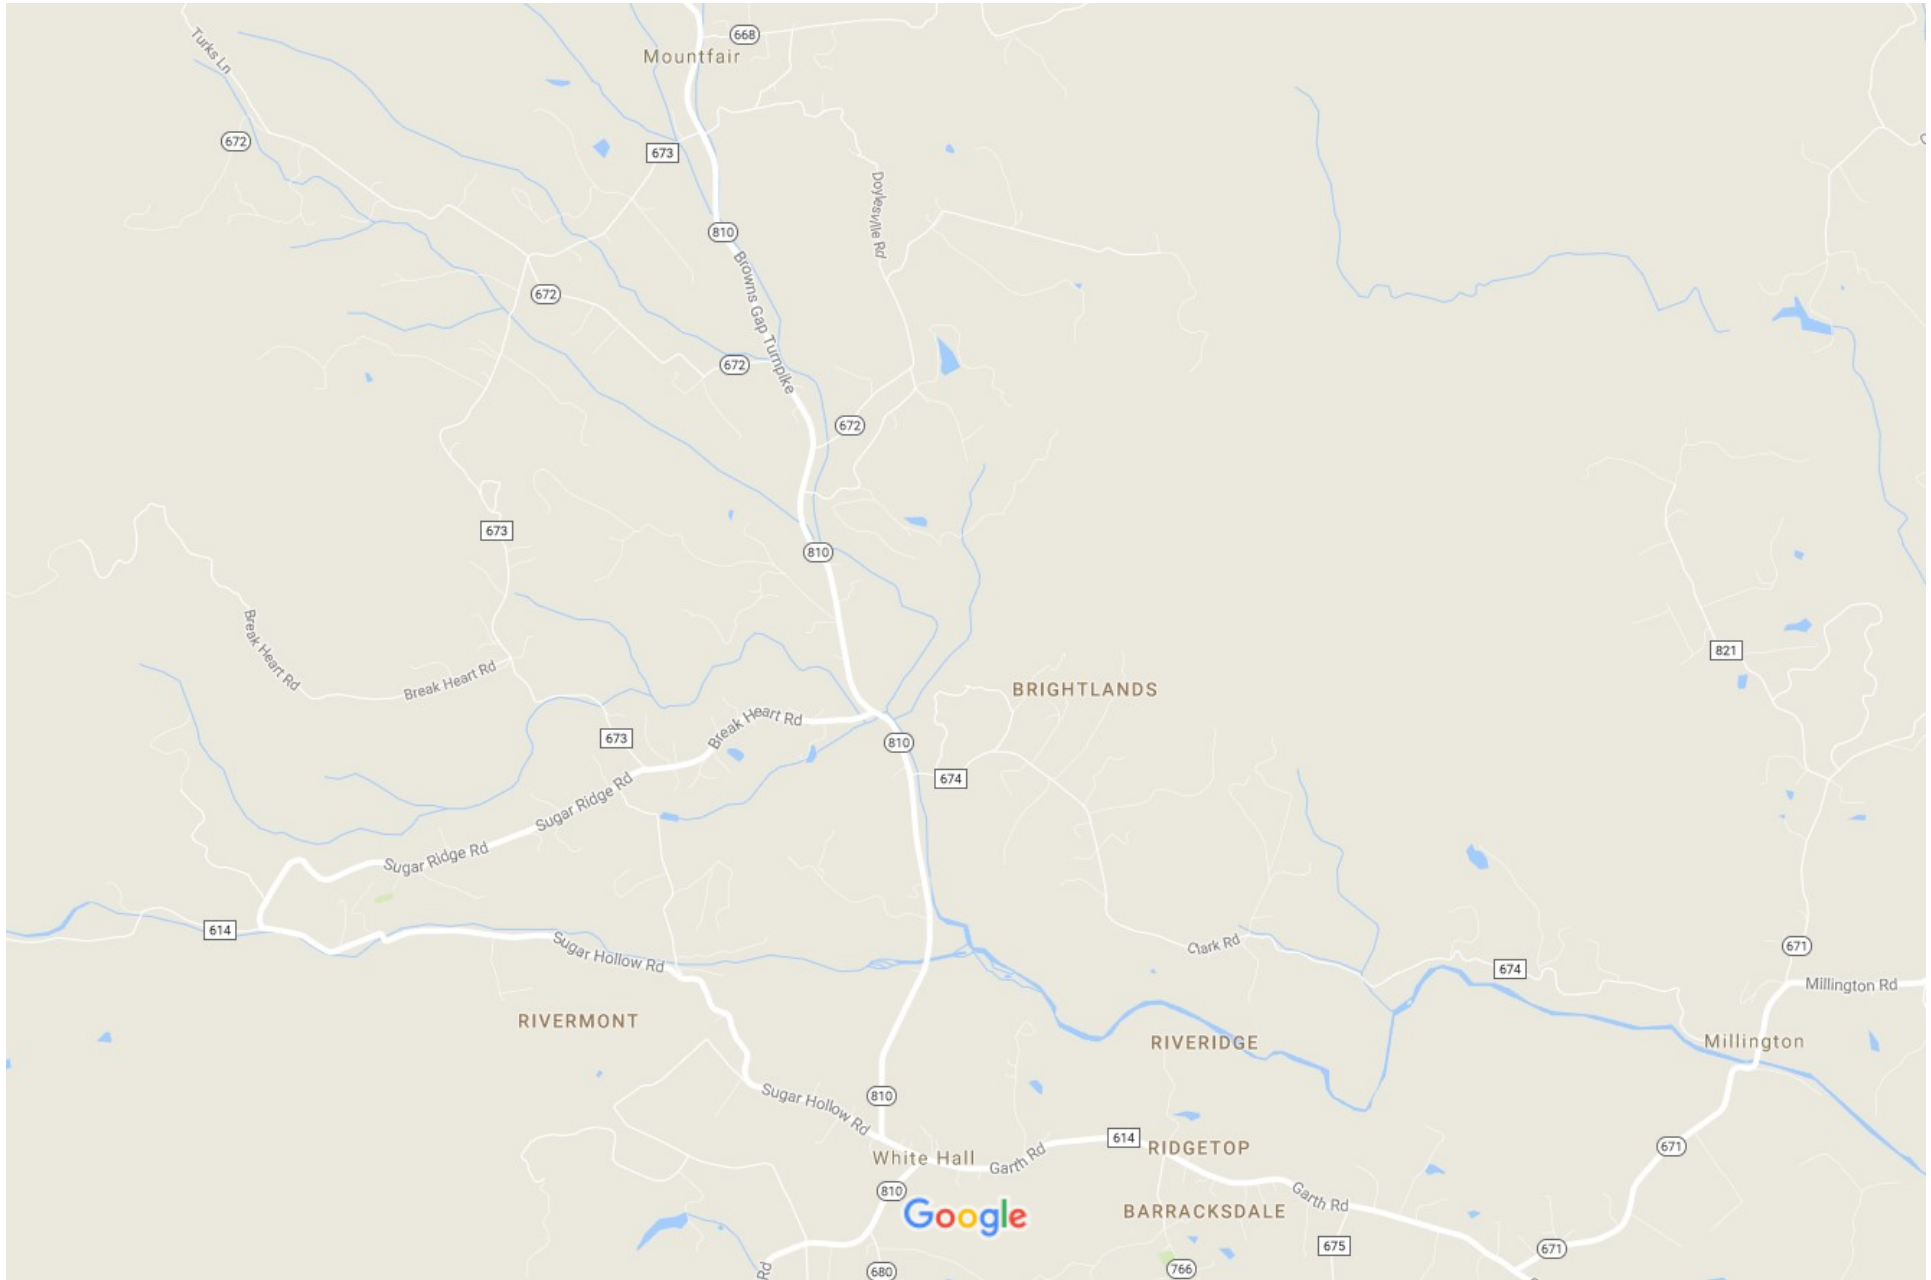 668
Turks Ln
Mountfair
672
673
Doylesville Rd
810
Browns Gap Turnpike
672
672
672
673
810
Break Heart Rd
821
Break Heart Rd
BRIGHTLANDS
Break Heart Rd
673
810
674
Sugar Ridge Rd
Sugar Ridge Rd
614
Sugar Hollow Rd
Clark Rd
671
674
Millington Rd
RIVERMONT
RIVERIDGE
Millington
810
Sugar Hollow Rd
614
RIDGETOP
671
White Hall
Garth Rd
810
Garth Rd
BARRACKSDALE
Google
675
671
Rd
680
766